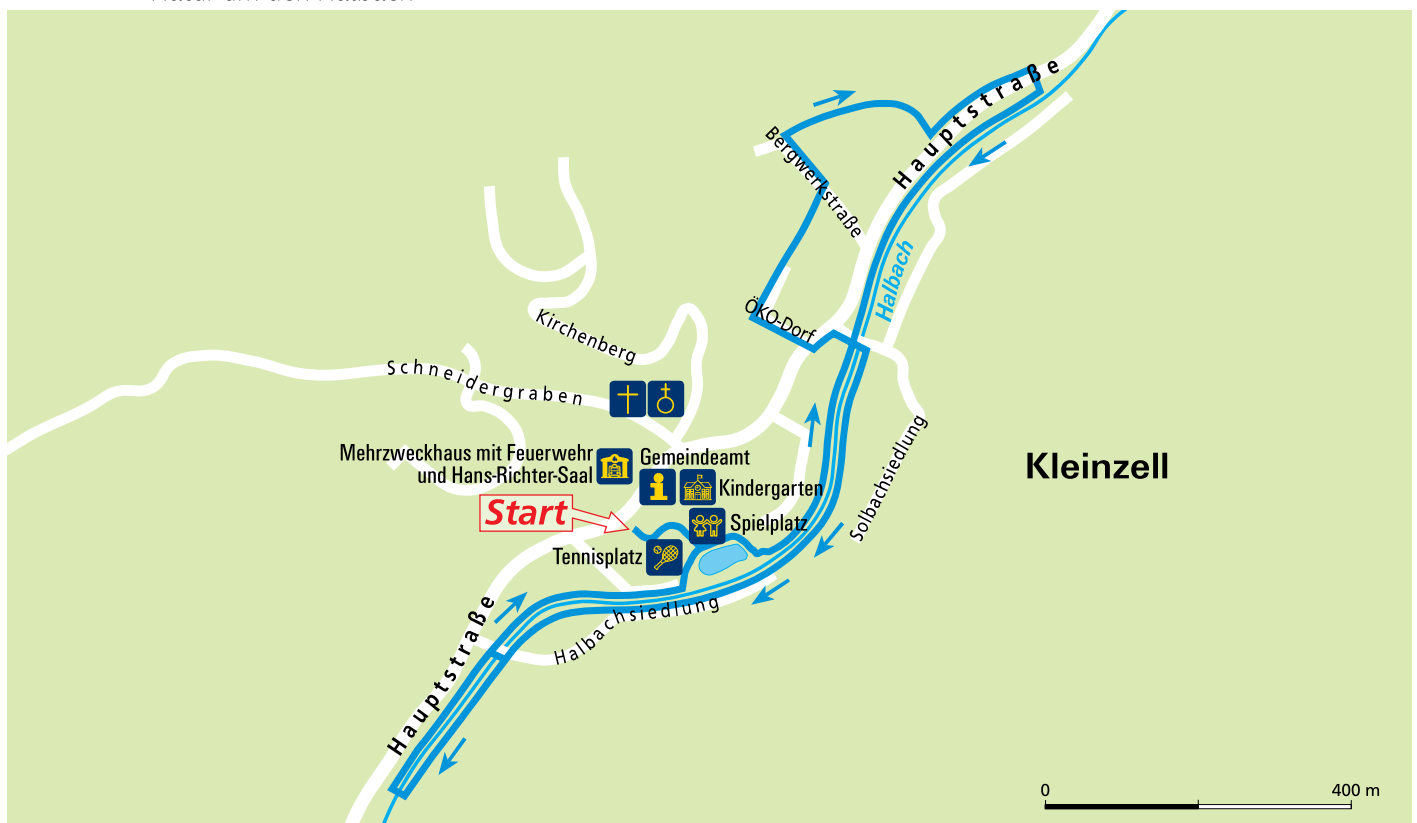 Hauptstraße
Bergwerkstraße
Halbach
ÖKO-Dorf
Kirchenberg
Schneidergraben
Solbachsiedlung
Mehrzweckhaus mit Feuerwehr
und Hans-Richter-Saal
Gemeindeamt
Kindergarten
Kleinzell
Start
Spielplatz
Tennisplatz
Halbachsiedlung
Hauptstraße
0 400 m